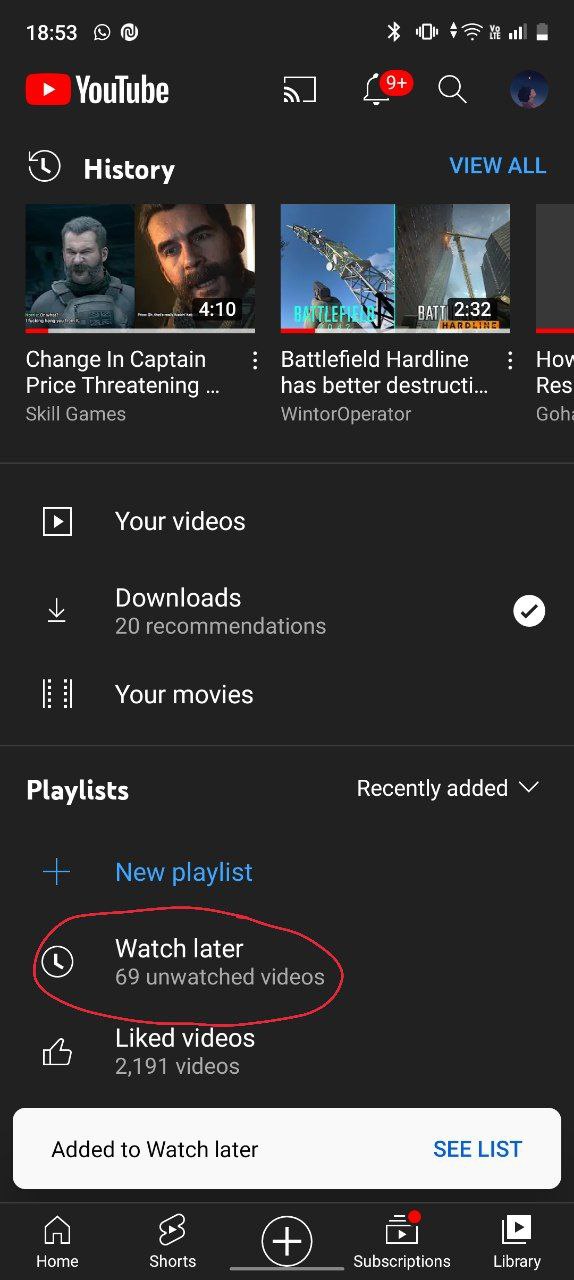 18:53
Vo
LTE
YouTube
9+
History
VIEW ALL
4:10
BATTLEFIELD
BATT
2:32
HARDLINE
Change In Captain
Price Threatening ...
Skill Games
Battlefield Hardline
has better destructi...
WintorOperator
How
Res
Goha
Your videos
Downloads
20 recommendations
Your movies
Playlists
Recently added
New playlist
Watch later
69 unwatched videos
Liked videos
2,191 videos
Added to Watch later
SEE LIST
Home
Shorts
Subscriptions
Library